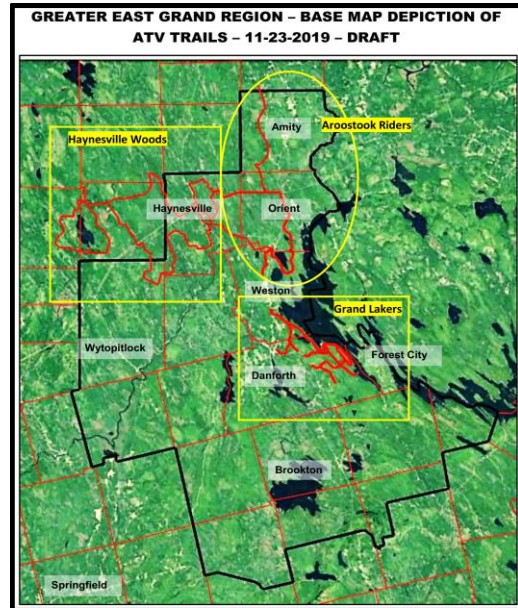 GREATER EAST GRAND REGION – BASE MAP DEPICTION OF
ATV TRAILS – 11-23-2019 – DRAFT
Amity
Aroostook Riders
Haynesville Woods
Haynesville
Orient
Weston
Grand Lakers
Wytopitlock
Forest City
Danforth
Brookton
Springfield